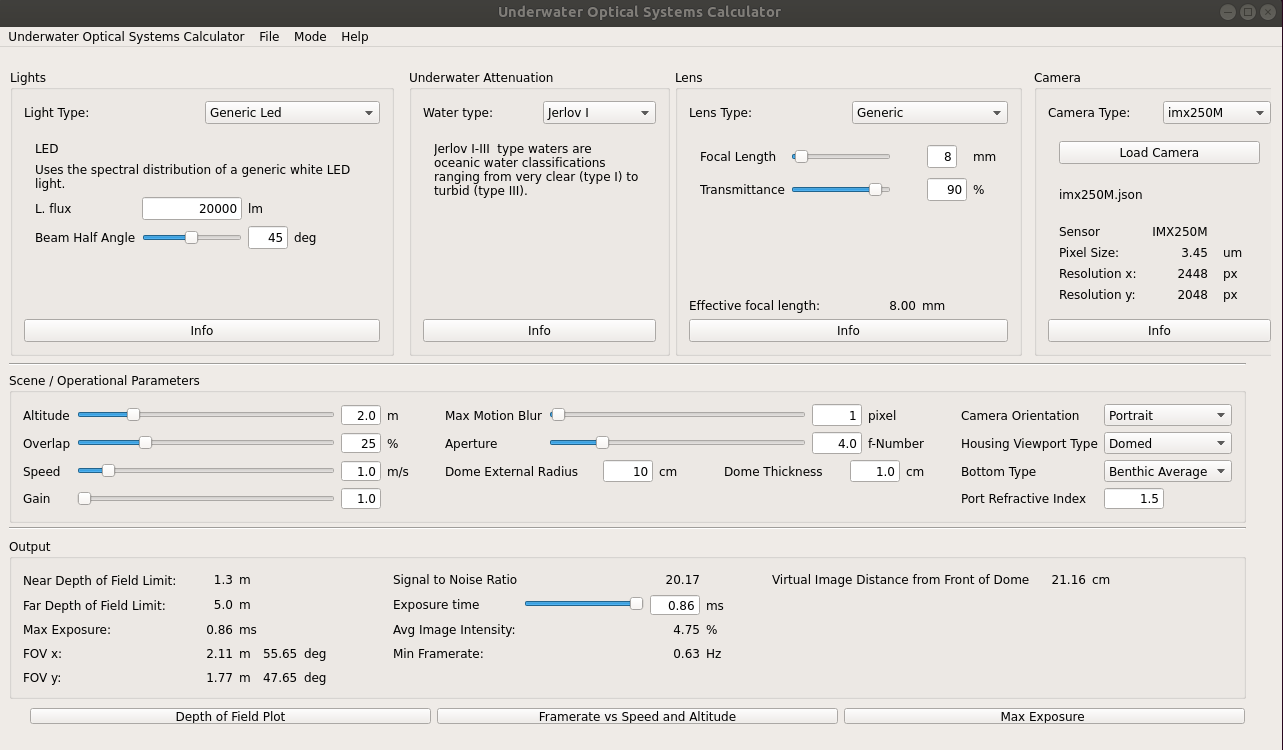 Underwater Optical Systems Calculator
Underwater Optical Systems Calculator File Mode Help
Lights
Light Type: Generic Led
LED
Uses the spectral distribution of a generic white LED
light.
L. flux 20000 lm
Beam Half Angle 45 deg
Info
Underwater Attenuation
Water type: Jerlov I
Jerlov I-III type waters are
oceanic water classifications
ranging from very clear (type I) to
turbid (type III).
Info
Lens
Lens Type: Generic
Focal Length 8 mm
Transmittance 90 %
Effective focal length: 8.00 mm
Info
Camera
Camera Type: imx250M
Load Camera
imx250M.json
Sensor IMX250M
Pixel Size: 3.45 um
Resolution x: 2448 px
Resolution y: 2048 px
Info
Scene / Operational Parameters
Altitude 2.0 m
Overlap 25 %
Speed 1.0 m/s
Gain 1.0
Max Motion Blur 1 pixel
Aperture 4.0 f-Number
Dome External Radius 10 cm Dome Thickness 1.0 cm
Camera Orientation Portrait
Housing Viewport Type Domed
Bottom Type Benthic Average
Port Refractive Index 1.5
Output
Near Depth of Field Limit: 1.3 m
Far Depth of Field Limit: 5.0 m
Max Exposure: 0.86 ms
FOV x: 2.11 m 55.65 deg
FOV y: 1.77 m 47.65 deg
Signal to Noise Ratio 20.17
Exposure time 0.86 ms
Avg Image Intensity: 4.75 %
Min Framerate: 0.63 Hz
Virtual Image Distance from Front of Dome 21.16 cm
Depth of Field Plot
Framerate vs Speed and Altitude
Max Exposure